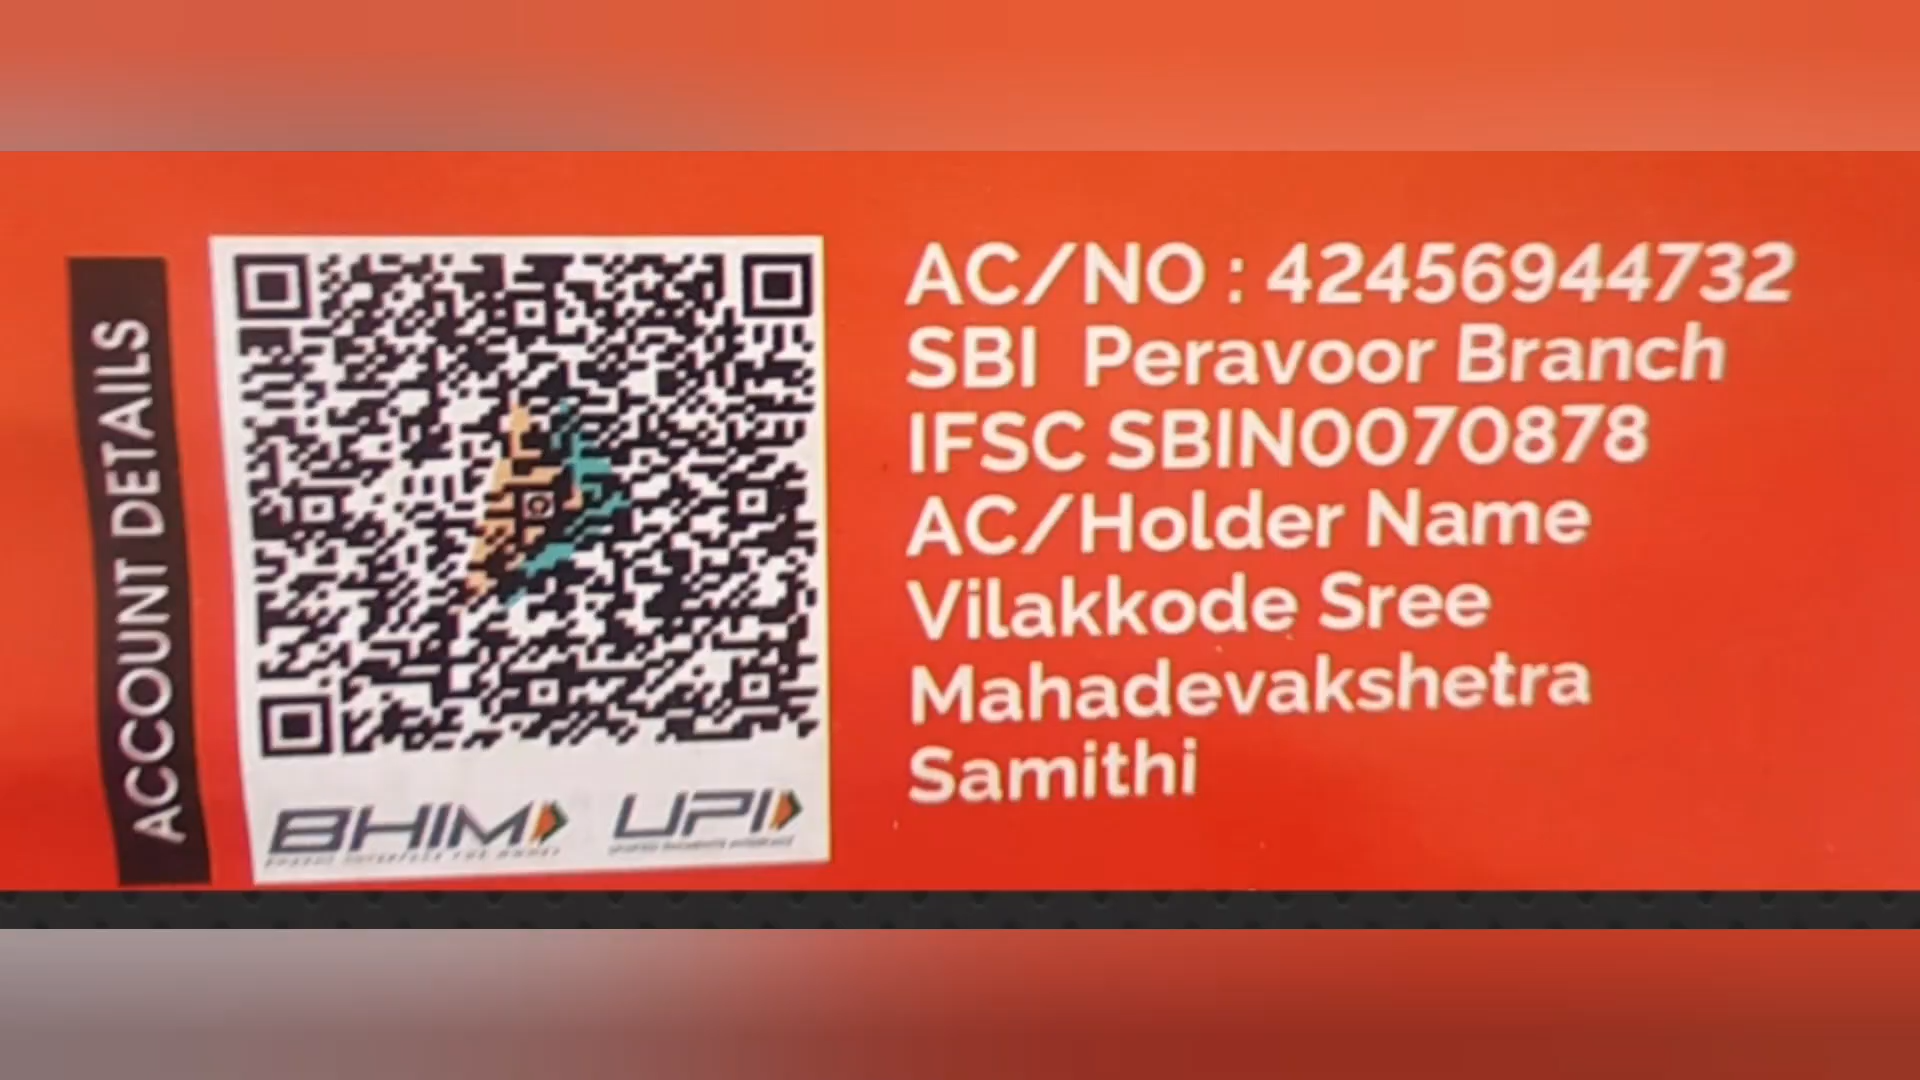 ACCOUNT DETAILS
BHIM
UPI
AC/NO : 42456944732
SBI Peravoor Branch
IFSC SBIN0070878
AC/Holder Name
Vilakkode Sree
Mahadevakshetra
Samithi